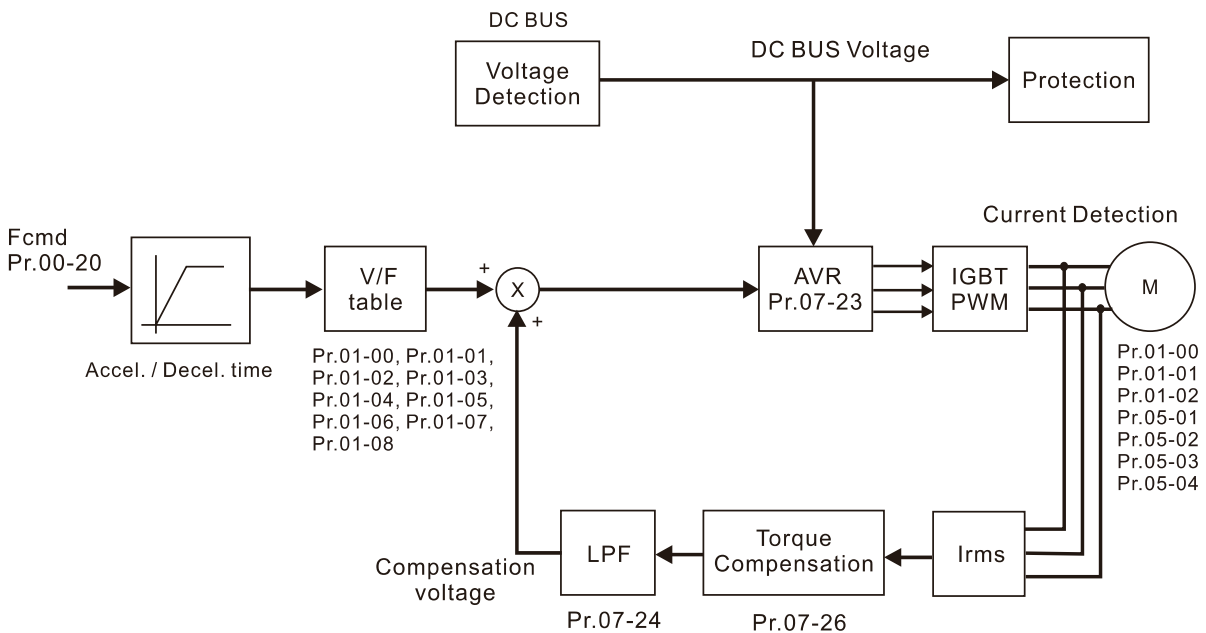 DC BUS
Voltage
Detection
DC BUS Voltage
Protection
Fcmd
Pr.00-20
Accel. / Decel. time
V/F
table
Pr.01-00, Pr.01-01,
Pr.01-02, Pr.01-03,
Pr.01-04, Pr.01-05,
Pr.01-06, Pr.01-07,
Pr.01-08
+
X
+
AVR
Pr.07-23
IGBT
PWM
Current Detection
M
Pr.01-00
Pr.01-01
Pr.01-02
Pr.05-01
Pr.05-02
Pr.05-03
Pr.05-04
Compensation
voltage
LPF
Pr.07-24
Torque
Compensation
Pr.07-26
Irms